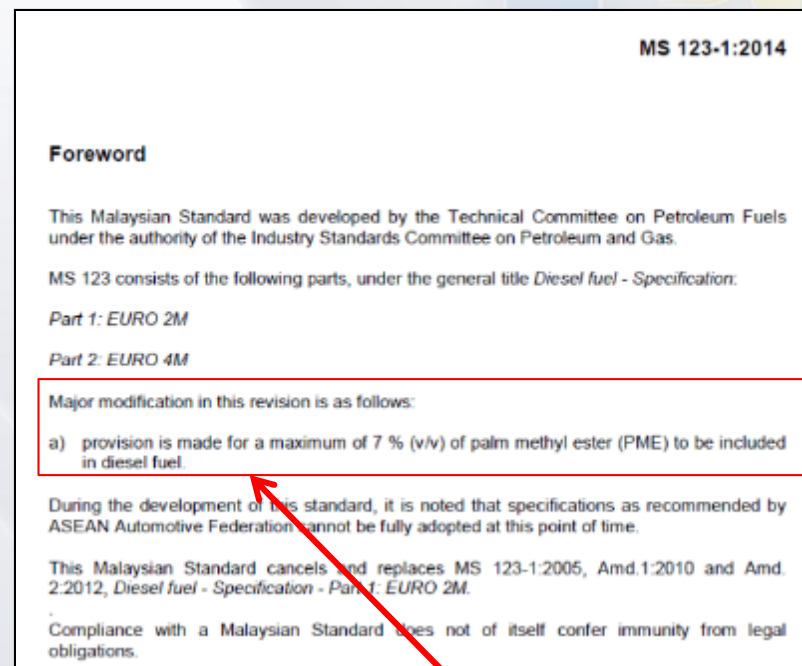 MS 123-1:2014
Foreword
This Malaysian Standard was developed by the Technical Committee on Petroleum Fuels
under the authority of the Industry Standards Committee on Petroleum and Gas.
MS 123 consists of the following parts, under the general title Diesel fuel - Specification:
Part 1: EURO 2M
Part 2: EURO 4M
Major modification in this revision is as follows:
a) provision is made for a maximum of 7 % (v/v) of palm methyl ester (PME) to be included
in diesel fuel.
During the development of this standard, it is noted that specifications as recommended by
ASEAN Automotive Federation cannot be fully adopted at this point of time.
This Malaysian Standard cancels and replaces MS 123-1:2005, Amd.1:2010 and Amd.
2:2012, Diesel fuel - Specification - Part 1: EURO 2M.
.
Compliance with a Malaysian Standard does not of itself confer immunity from legal
obligations.